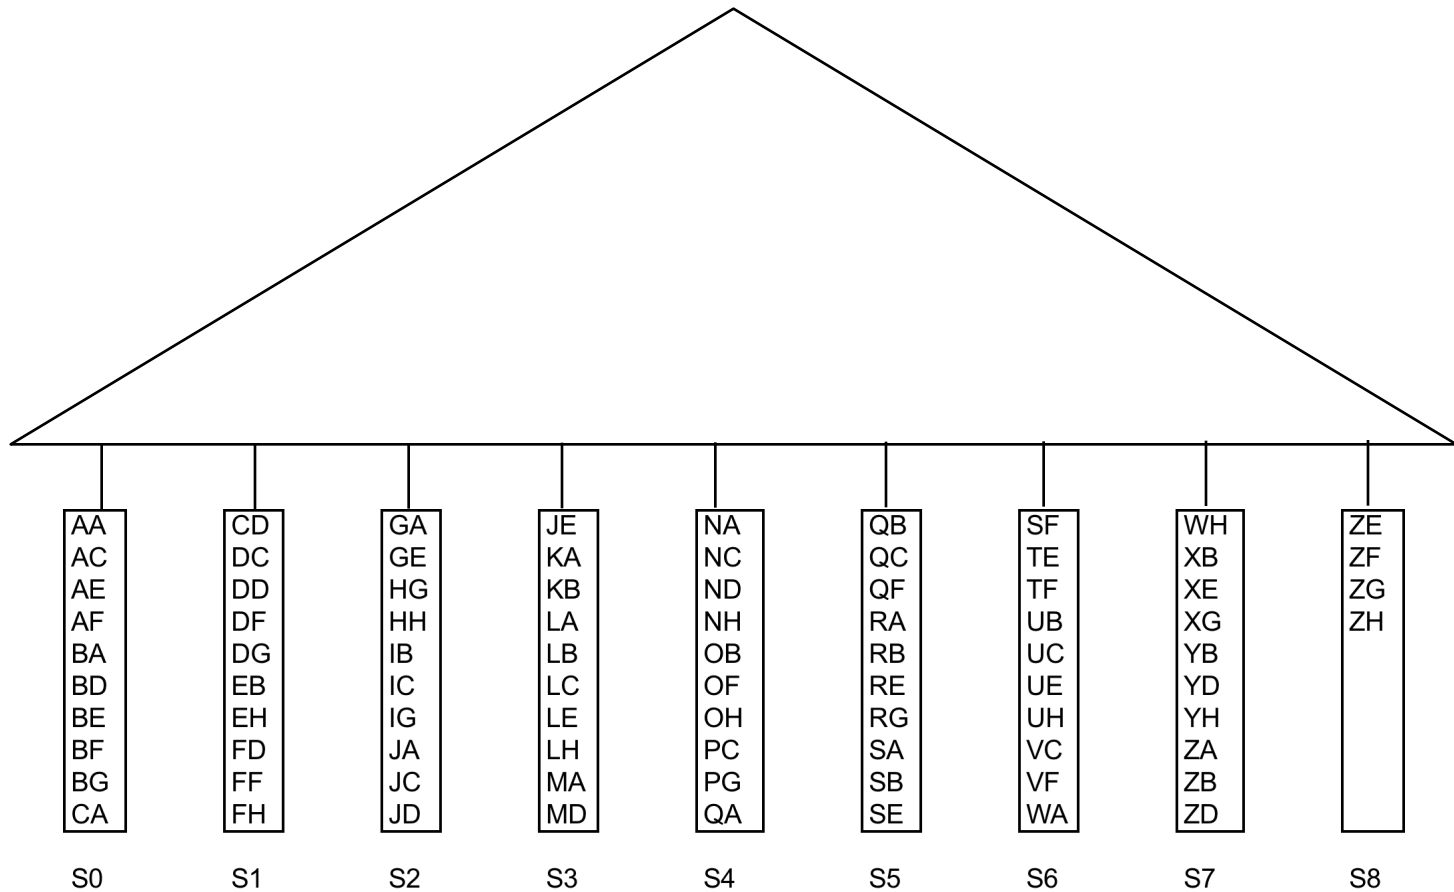 AA CD GA JE NA QB SF WH ZE
AC DC GE KA NC QC TE XB ZF
AE DD HG KB ND QF TF XE ZG
AF DF HH LA NH RA UB XG ZH
BA DG IB LB OB RB UC YB
BD EB IC LC OF RE UE YD
BE EH IG LE OH RG UH YH
BF FD JA LH PC SA VC ZA
BG FF JC MA PG SB VF ZB
CA FH JD MD QA SE WA ZD
S0 S1 S2 S3 S4 S5 S6 S7 S8